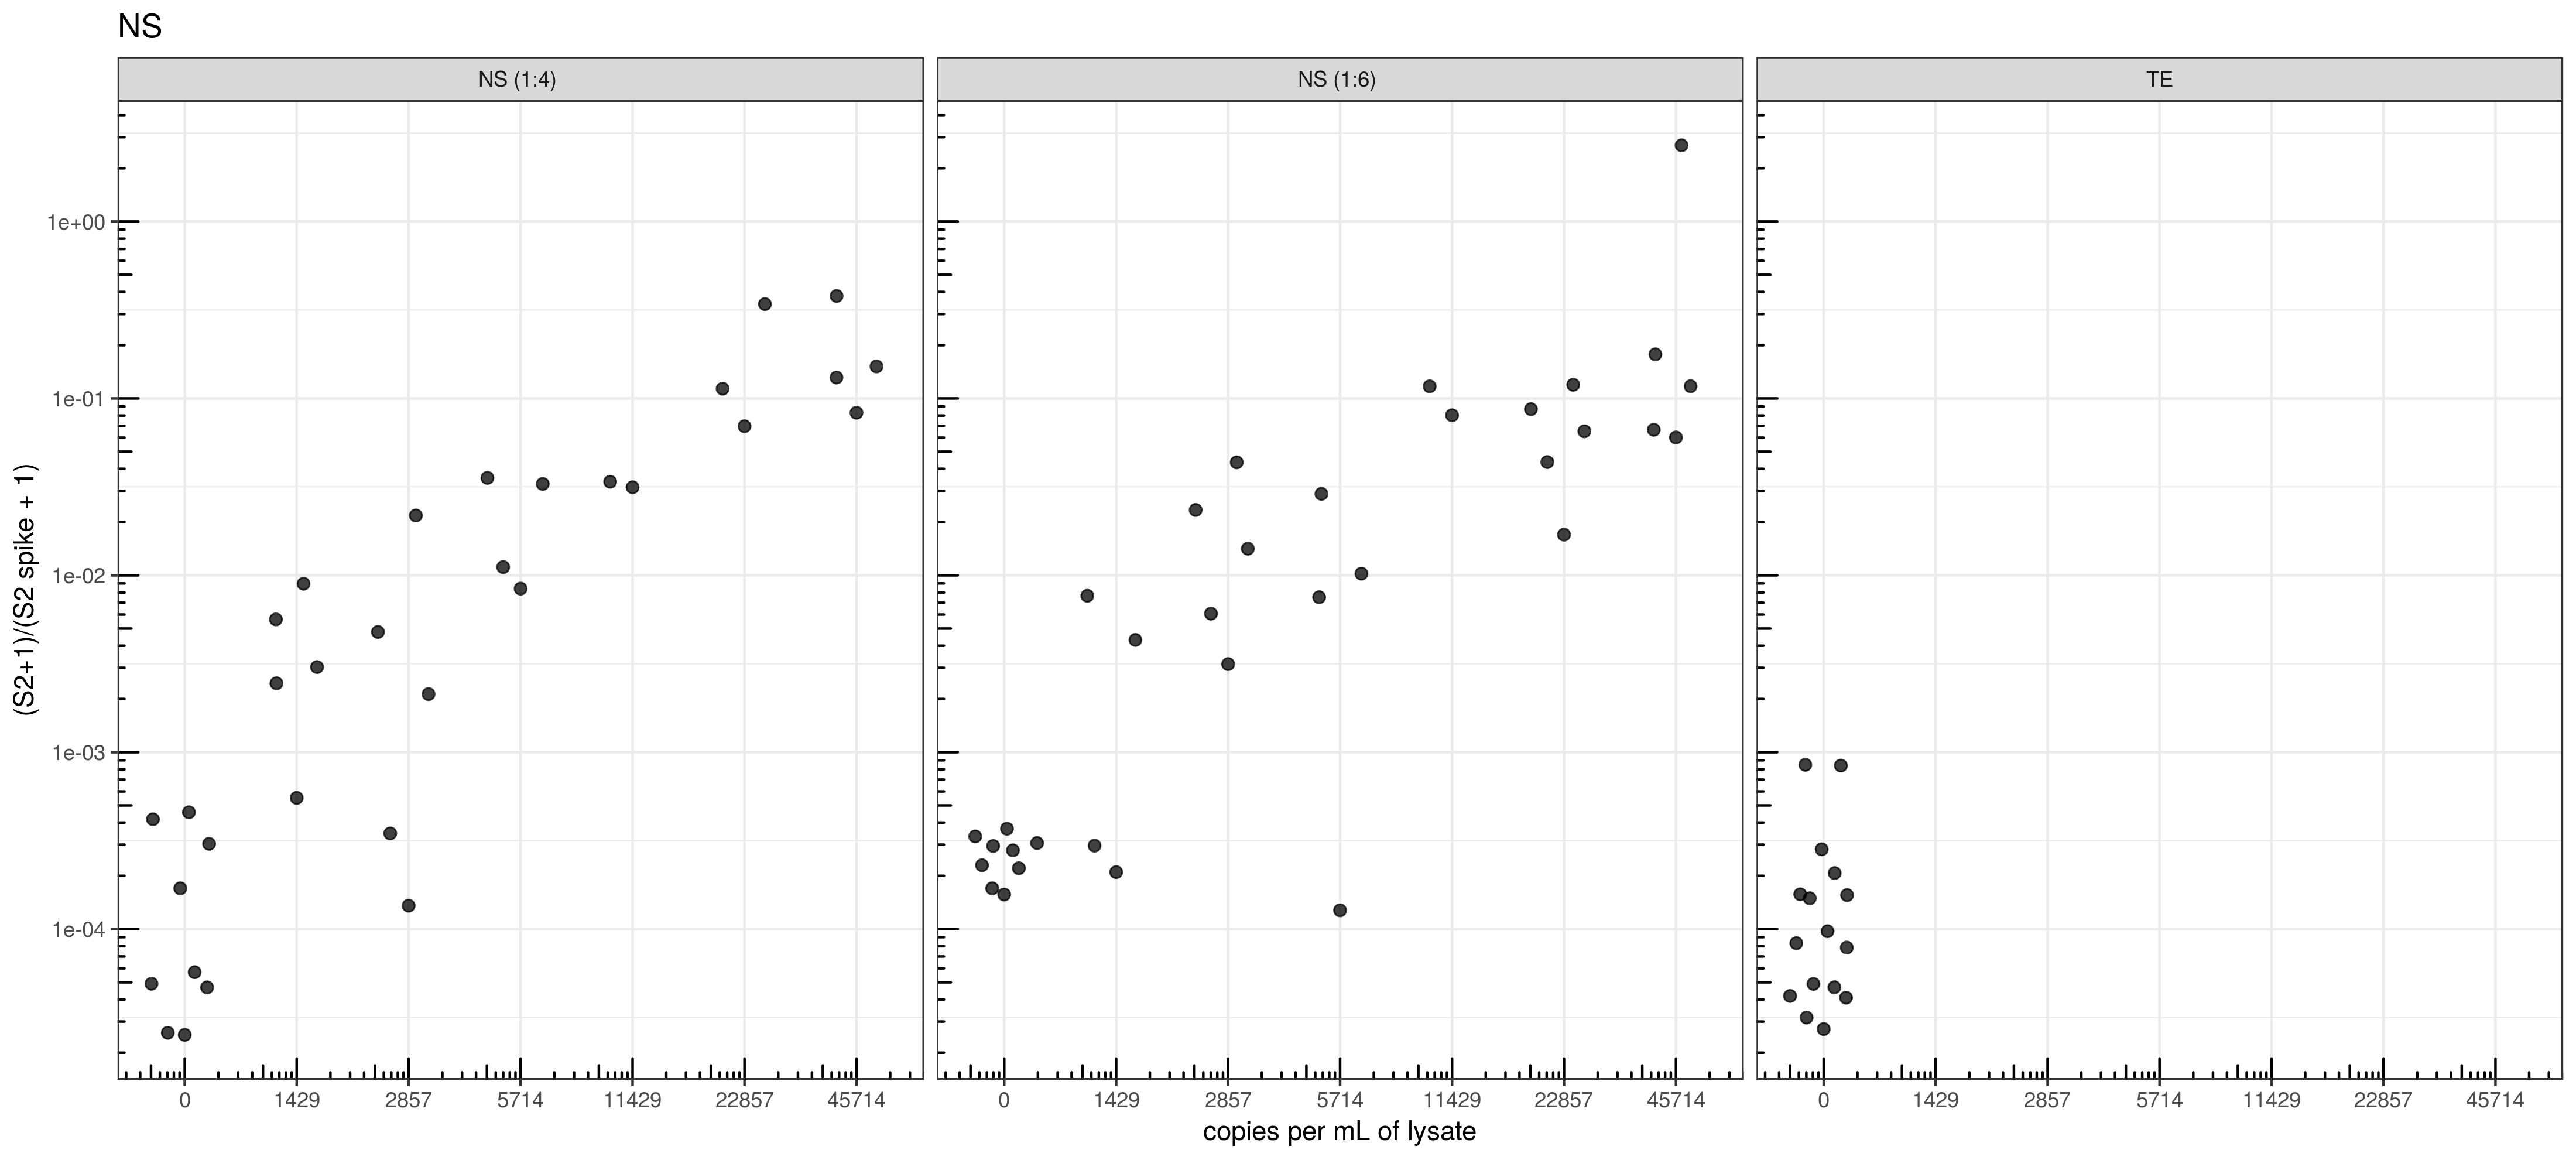 NS
NS (1:4)
NS (1:6)
TE
(S2+1)/(S2 spike + 1)
1e+00
1e-01
1e-02
1e-03
1e-04
0 1429 2857 5714 11429 22857 45714
0 1429 2857 5714 11429 22857 45714
0 1429 2857 5714 11429 22857 45714
copies per mL of lysate